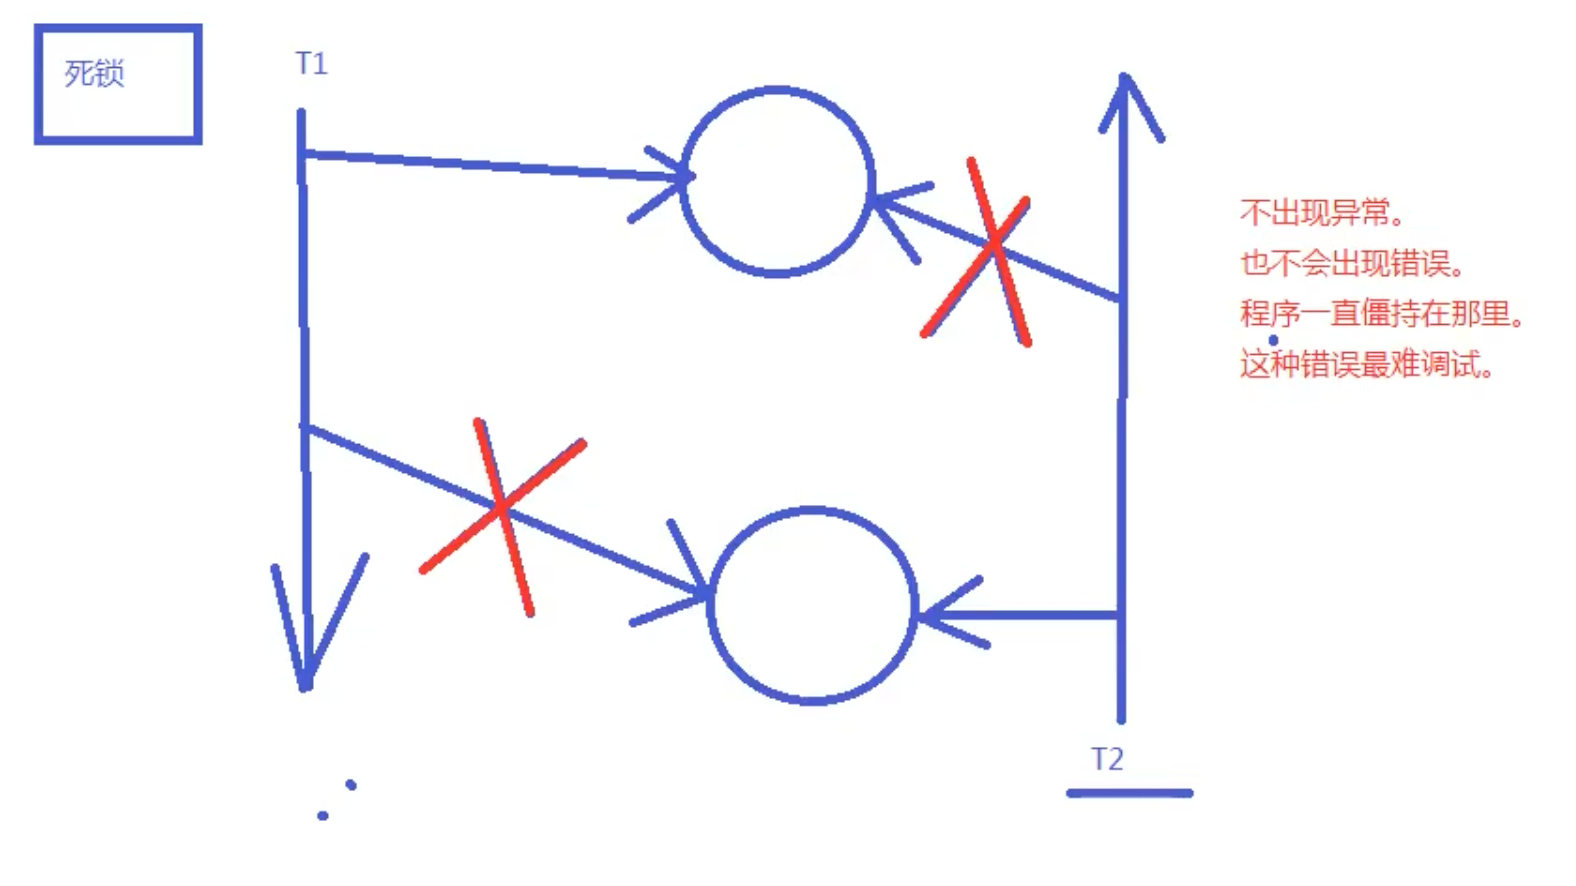 死锁
T1
不出现异常。
也不会出现错误。
程序一直僵持在那里。
这种错误最难调试。
T2